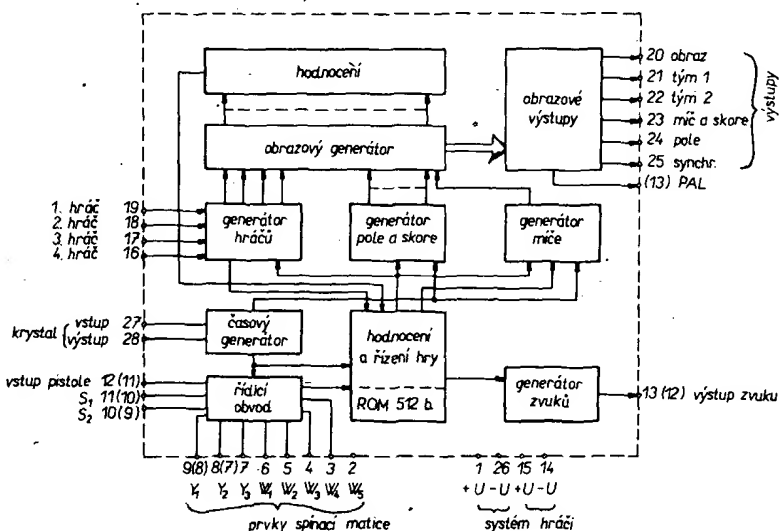 hodnocení
obrazový generátor
obrazové
výstupy
20 obraz
21 tým 1
22 tým 2
23 míč a skore
24 pole
25 synchr.
(13) PAL
výstupy
1. hráč 19
2. hráč 18
3. hráč 17
4. hráč 16
generátor
hráčů
generátor
pole a skore
generátor
míče
krystal
vstup 27
výstup 28
časový
generátor
hodnocení
a řízení hry
ROM 512 b.
vstup pistole 12(11)
S₁ 11(10)
S₂ 10(9)
řídicí
obvod
generátor
zvuků
13(12) výstup zvuku
9(8) 8(7) 7 6 5 4 3 2 1 26 15 14
Y₁ Y₂ Y₃ W₁ W₂ W₃ W₄ W₅ +U -U +U -U
prvky spínací matice
systém hráči